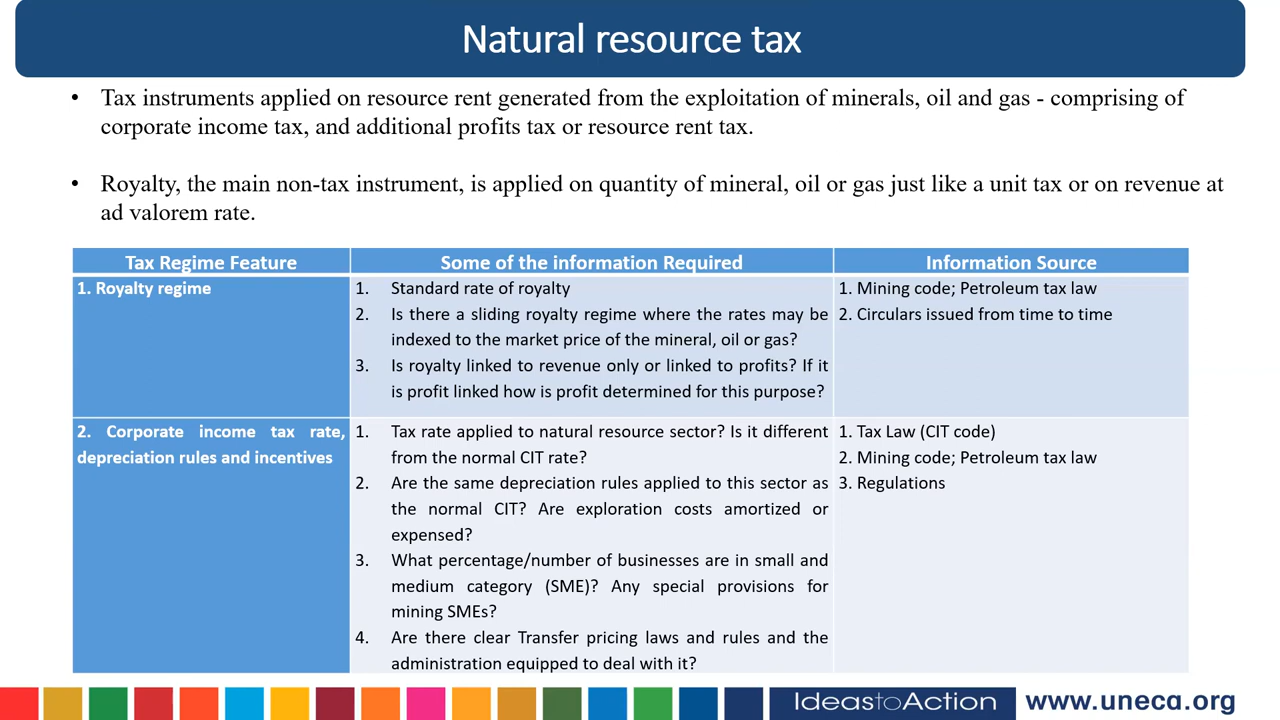 Natural resource tax
• Tax instruments applied on resource rent generated from the exploitation of minerals, oil and gas - comprising of
corporate income tax, and additional profits tax or resource rent tax.
• Royalty, the main non-tax instrument, is applied on quantity of mineral, oil or gas just like a unit tax or on revenue at
ad valorem rate.
Tax Regime Feature
Some of the information Required
Information Source
1. Royalty regime
1. Standard rate of royalty
2. Is there a sliding royalty regime where the rates may be
indexed to the market price of the mineral, oil or gas?
3. Is royalty linked to revenue only or linked to profits? If it
is profit linked how is profit determined for this purpose?
1. Mining code; Petroleum tax law
2. Circulars issued from time to time
2. Corporate income tax rate,
depreciation rules and incentives
1. Tax rate applied to natural resource sector? Is it different
from the normal CIT rate?
2. Are the same depreciation rules applied to this sector as
the normal CIT? Are exploration costs amortized or
expensed?
3. What percentage/number of businesses are in small and
medium category (SME)? Any special provisions for
mining SMEs?
4. Are there clear Transfer pricing laws and rules and the
administration equipped to deal with it?
1. Tax Law (CIT code)
2. Mining code; Petroleum tax law
3. Regulations
IdeastoAction
www.uneca.org